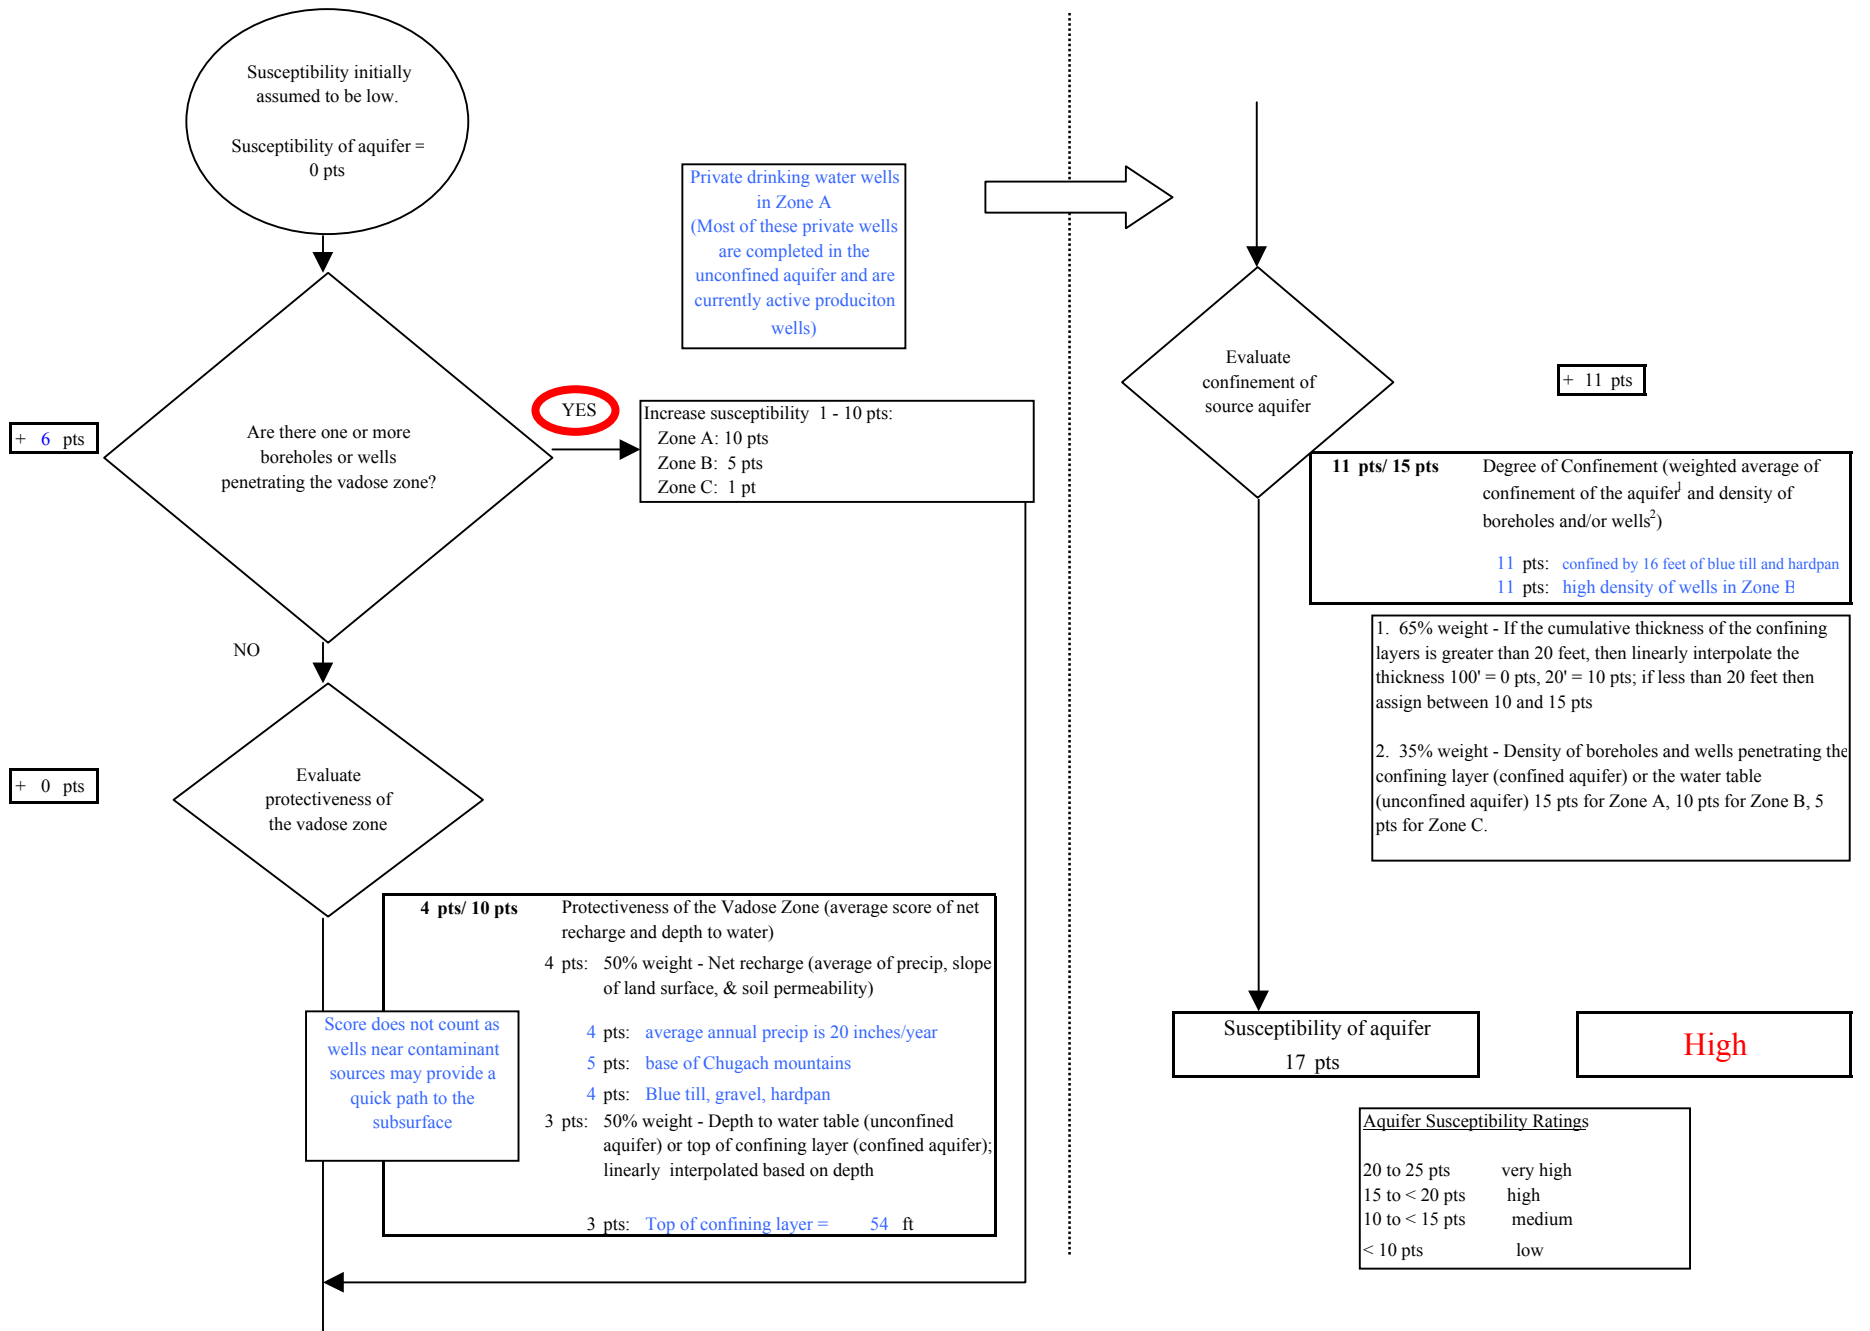 Susceptibility initially
assumed to be low.
Susceptibility of aquifer =
0 pts
Private drinking water wells
in Zone A
(Most of these private wells
are completed in the
unconfined aquifer and are
currently active produciton
wells)
+ 6 pts
Are there one or more
boreholes or wells
penetrating the vadose zone?
YES
Increase susceptibility 1 - 10 pts:
Zone A: 10 pts
Zone B: 5 pts
Zone C: 1 pt
NO
+ 0 pts
Evaluate
protectiveness of
the vadose zone
4 pts/ 10 pts Protectiveness of the Vadose Zone (average score of net
recharge and depth to water)
4 pts: 50% weight - Net recharge (average of precip, slope
of land surface, & soil permeability)
4 pts: average annual precip is 20 inches/year
5 pts: base of Chugach mountains
4 pts: Blue till, gravel, hardpan
3 pts: 50% weight - Depth to water table (unconfined
aquifer) or top of confining layer (confined aquifer);
linearly interpolated based on depth
3 pts: Top of confining layer = 54 ft
Score does not count as
wells near contaminant
sources may provide a
quick path to the
subsurface
Evaluate
confinement of
source aquifer
+ 11 pts
11 pts/ 15 pts Degree of Confinement (weighted average of
confinement of the aquifer1 and density of
boreholes and/or wells2)
11 pts: confined by 16 feet of blue till and hardpan
11 pts: high density of wells in Zone B
1. 65% weight - If the cumulative thickness of the confining
layers is greater than 20 feet, then linearly interpolate the
thickness 100' = 0 pts, 20' = 10 pts; if less than 20 feet then
assign between 10 and 15 pts
2. 35% weight - Density of boreholes and wells penetrating the
confining layer (confined aquifer) or the water table
(unconfined aquifer) 15 pts for Zone A, 10 pts for Zone B, 5
pts for Zone C.
Susceptibility of aquifer
17 pts
High
Aquifer Susceptibility Ratings
20 to 25 pts very high
15 to < 20 pts high
10 to < 15 pts medium
< 10 pts low